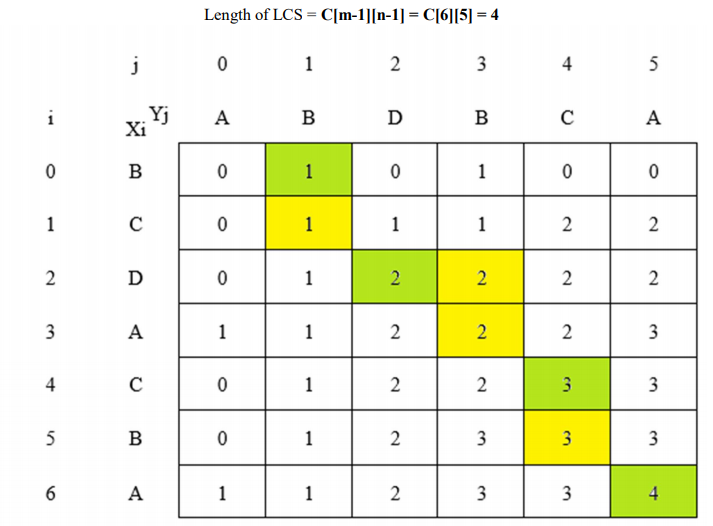 Length of LCS = C[m-1][n-1] = C[6][5] = 4
j 0 1 2 3 4 5
i Xi Yj A B D B C A
0 B 0 1 0 1 0 0
1 C 0 1 1 1 2 2
2 D 0 1 2 2 2 2
3 A 1 1 2 2 2 3
4 C 0 1 2 2 3 3
5 B 0 1 2 3 3 3
6 A 1 1 2 3 3 4